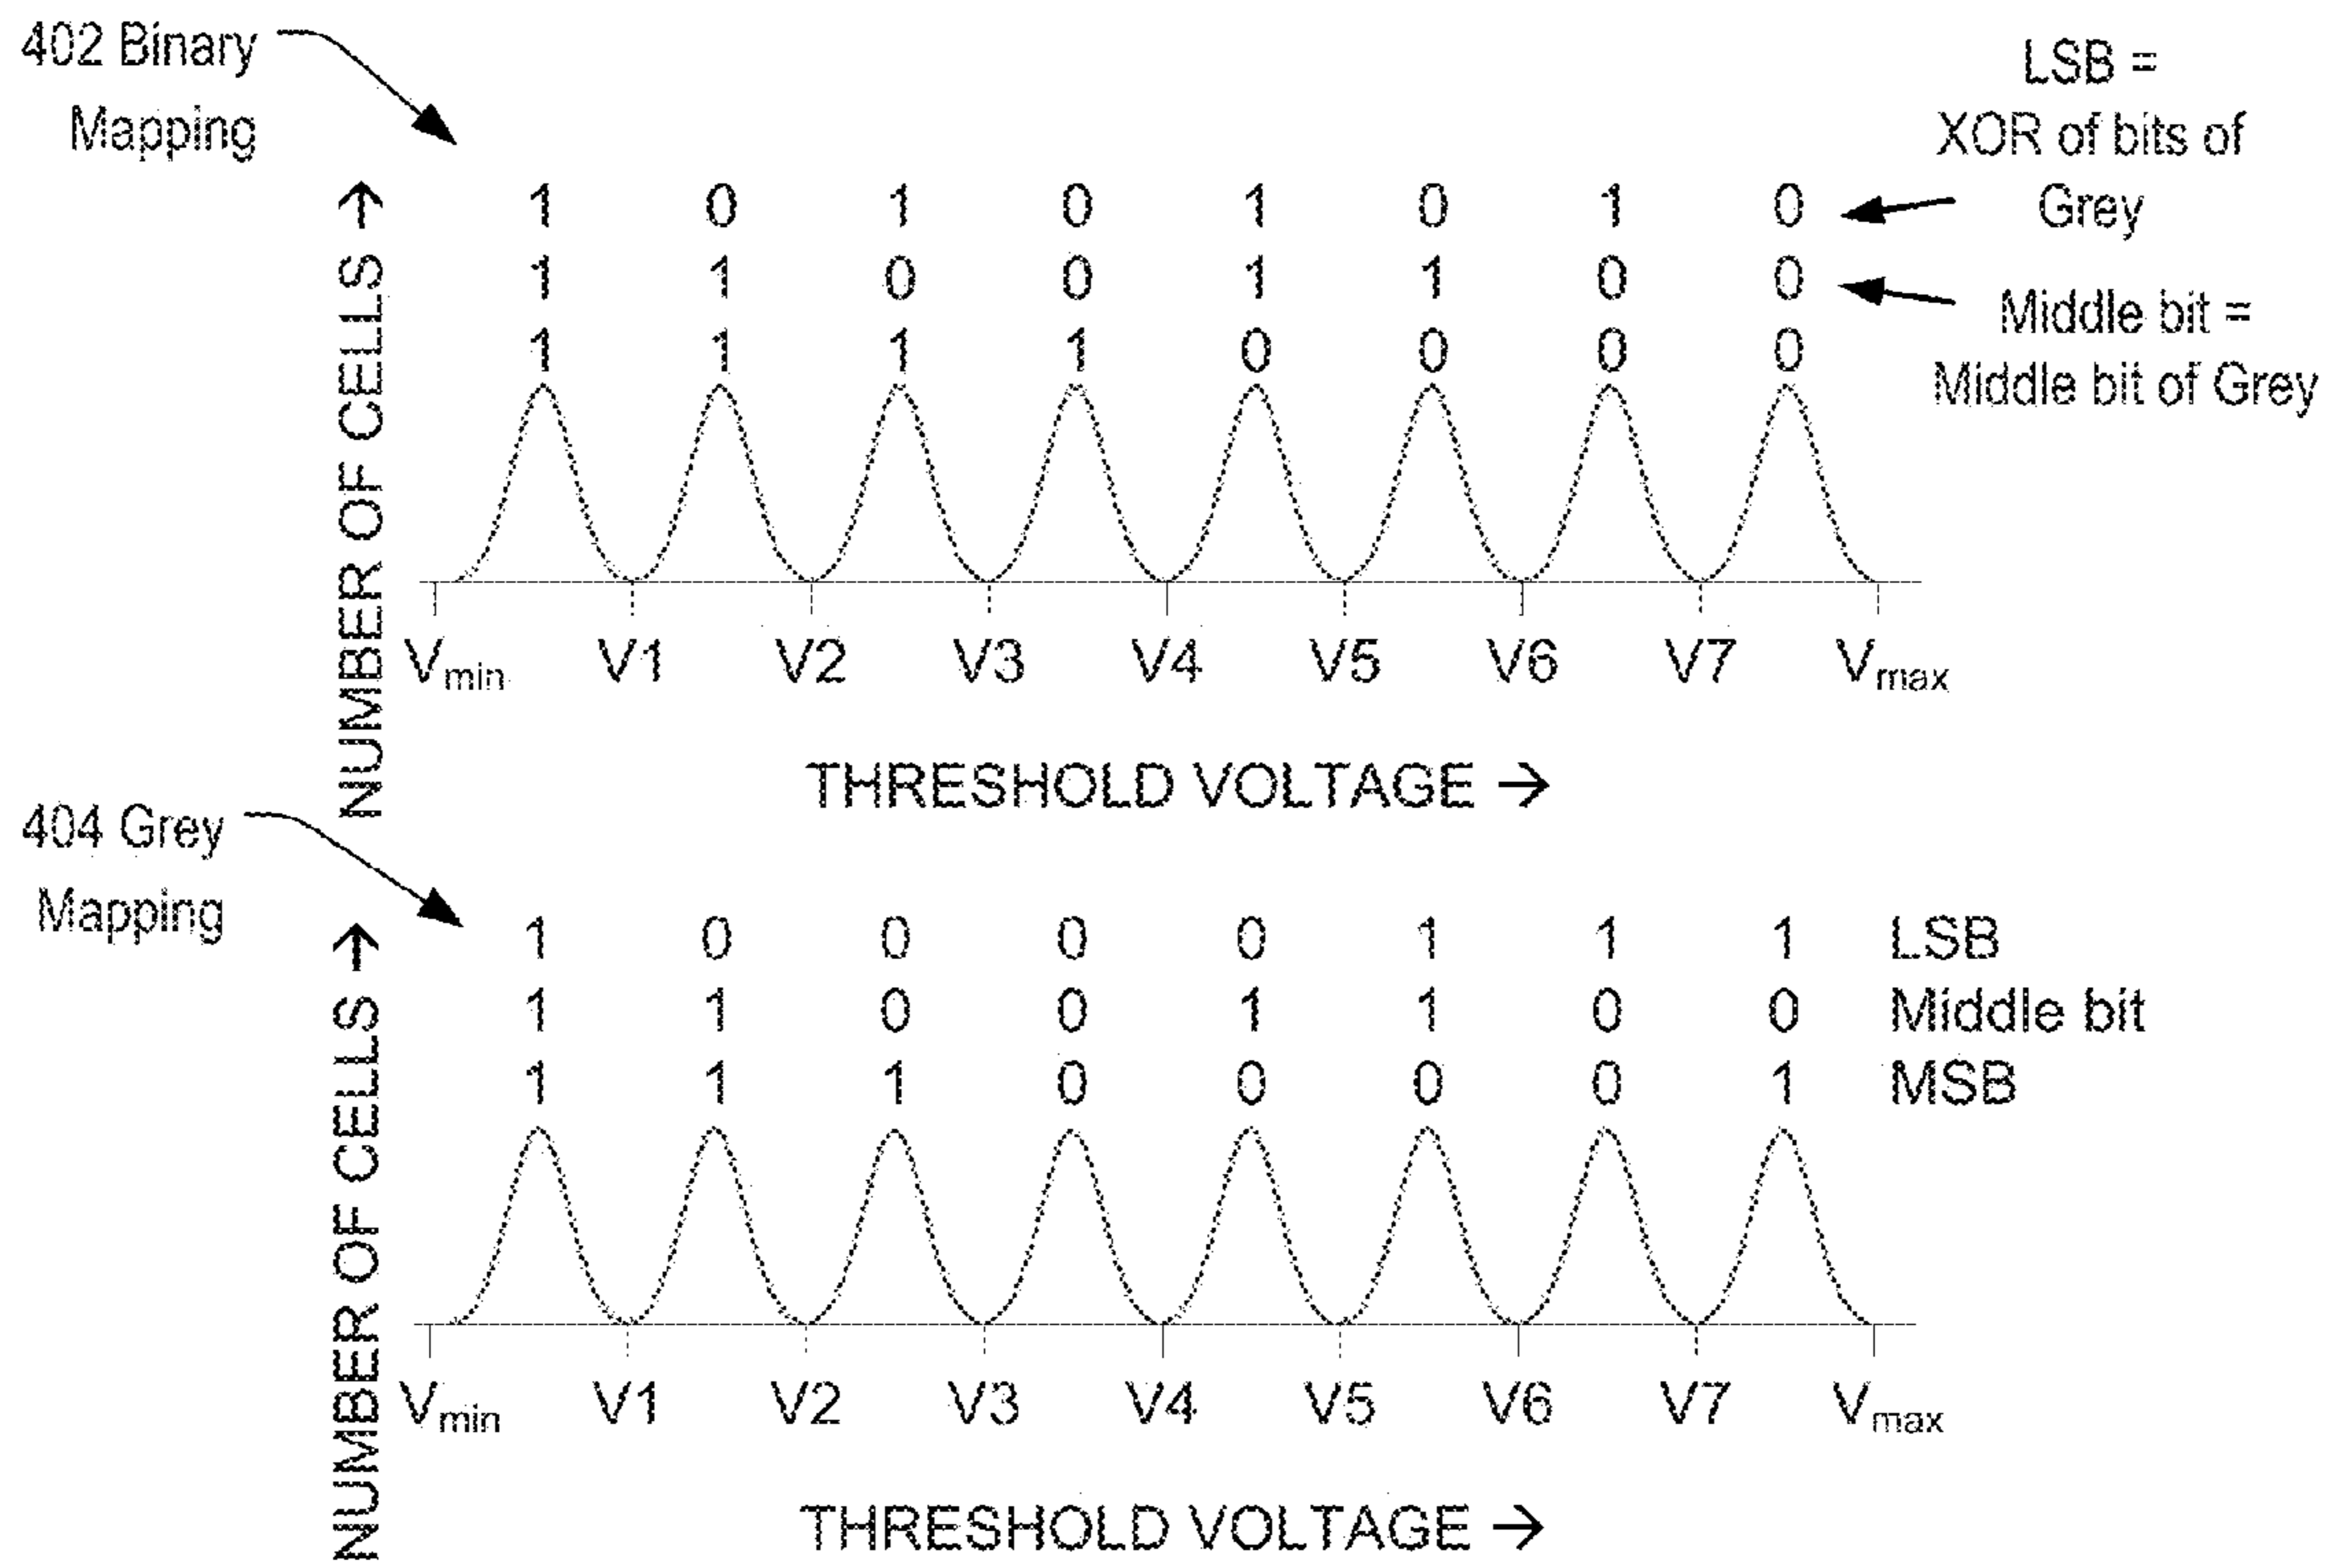 402 Binary
Mapping
LSB =
XOR of bits of
Grey
Middle bit =
Middle bit of Grey
NUMBER OF CELLS →
1 0 1 0 1 0 1 0
1 1 0 0 1 1 0 0
1 1 1 1 0 0 0 0
Vmin V1 V2 V3 V4 V5 V6 V7 Vmax
THRESHOLD VOLTAGE →
404 Grey
Mapping
NUMBER OF CELLS →
1 0 0 0 0 1 1 1 LSB
1 1 0 0 1 1 0 0 Middle bit
1 1 1 0 0 0 0 1 MSB
Vmin V1 V2 V3 V4 V5 V6 V7 Vmax
THRESHOLD VOLTAGE →